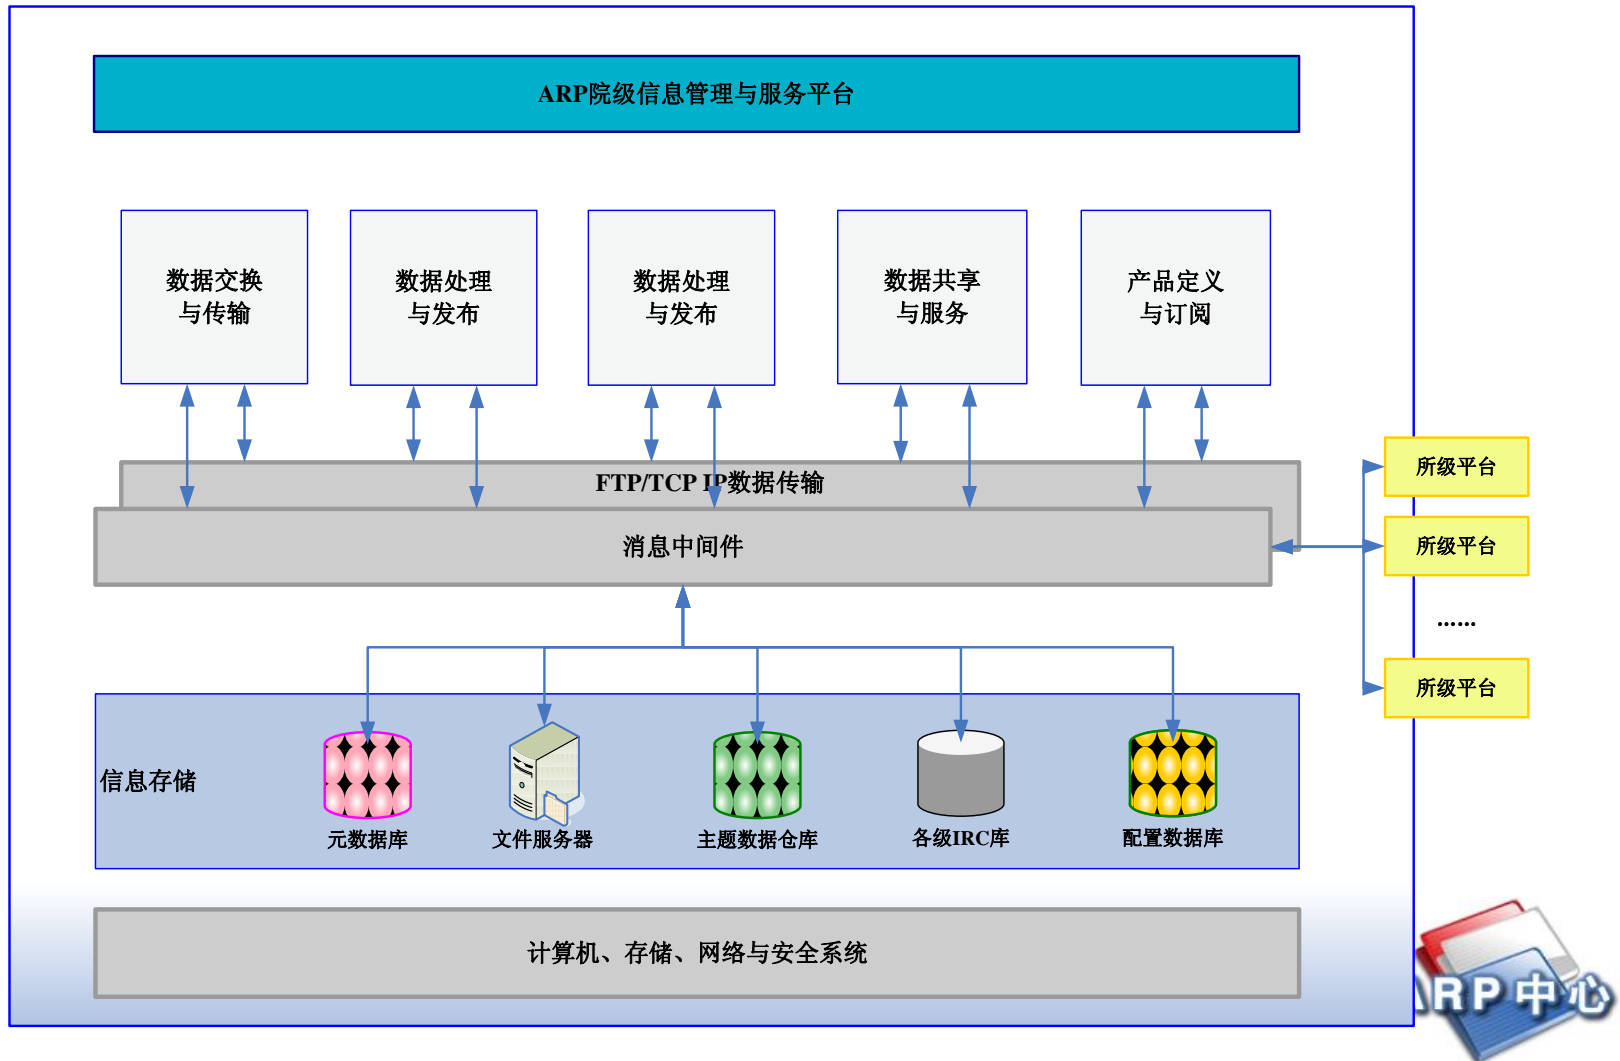 ARP院级信息管理与服务平台
数据交换
与传输
数据处理
与发布
数据处理
与发布
数据共享
与服务
产品定义
与订阅
FTP/TCP IP数据传输
消息中间件
所级平台
所级平台
......
所级平台
信息存储
元数据库
文件服务器
主题数据仓库
各级IRC库
配置数据库
计算机、存储、网络与安全系统
ARP中心